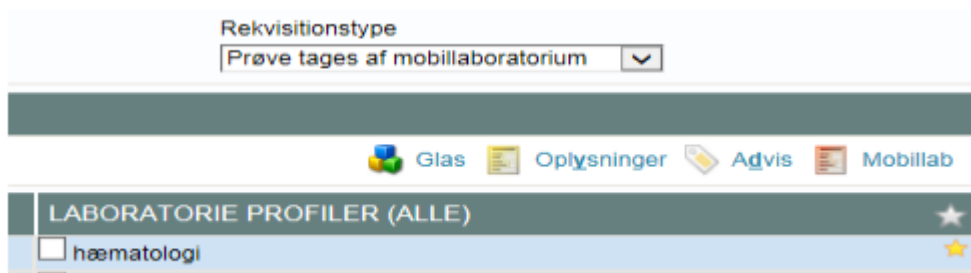 Rekvisitionstype
Prøve tages af mobillaboratorium
Glas Oplysninger Advis Mobillab
LABORATORIE PROFILER (ALLE)
hæmatologi